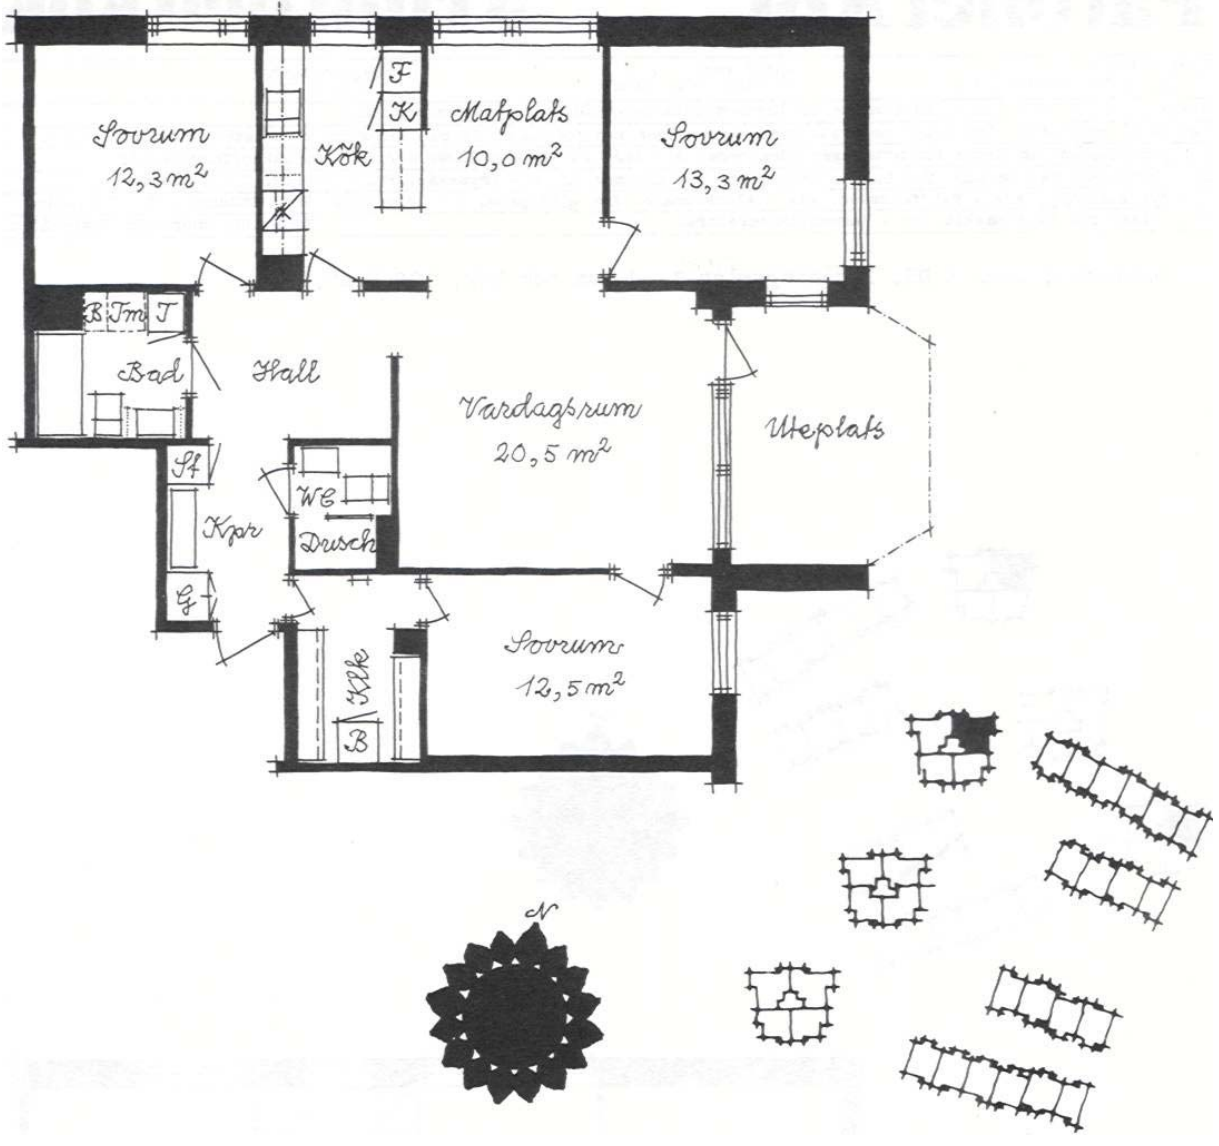 Sovrum
12,3 m²
Kök
F
K
Matplats
10,0 m²
Sovrum
13,3 m²
B Tm T
Bad
Hall
Vardagsrum
20,5 m²
Uteplats
St
Kpr
G
WC
Dusch
Klk
B
Sovrum
12,5 m²
N